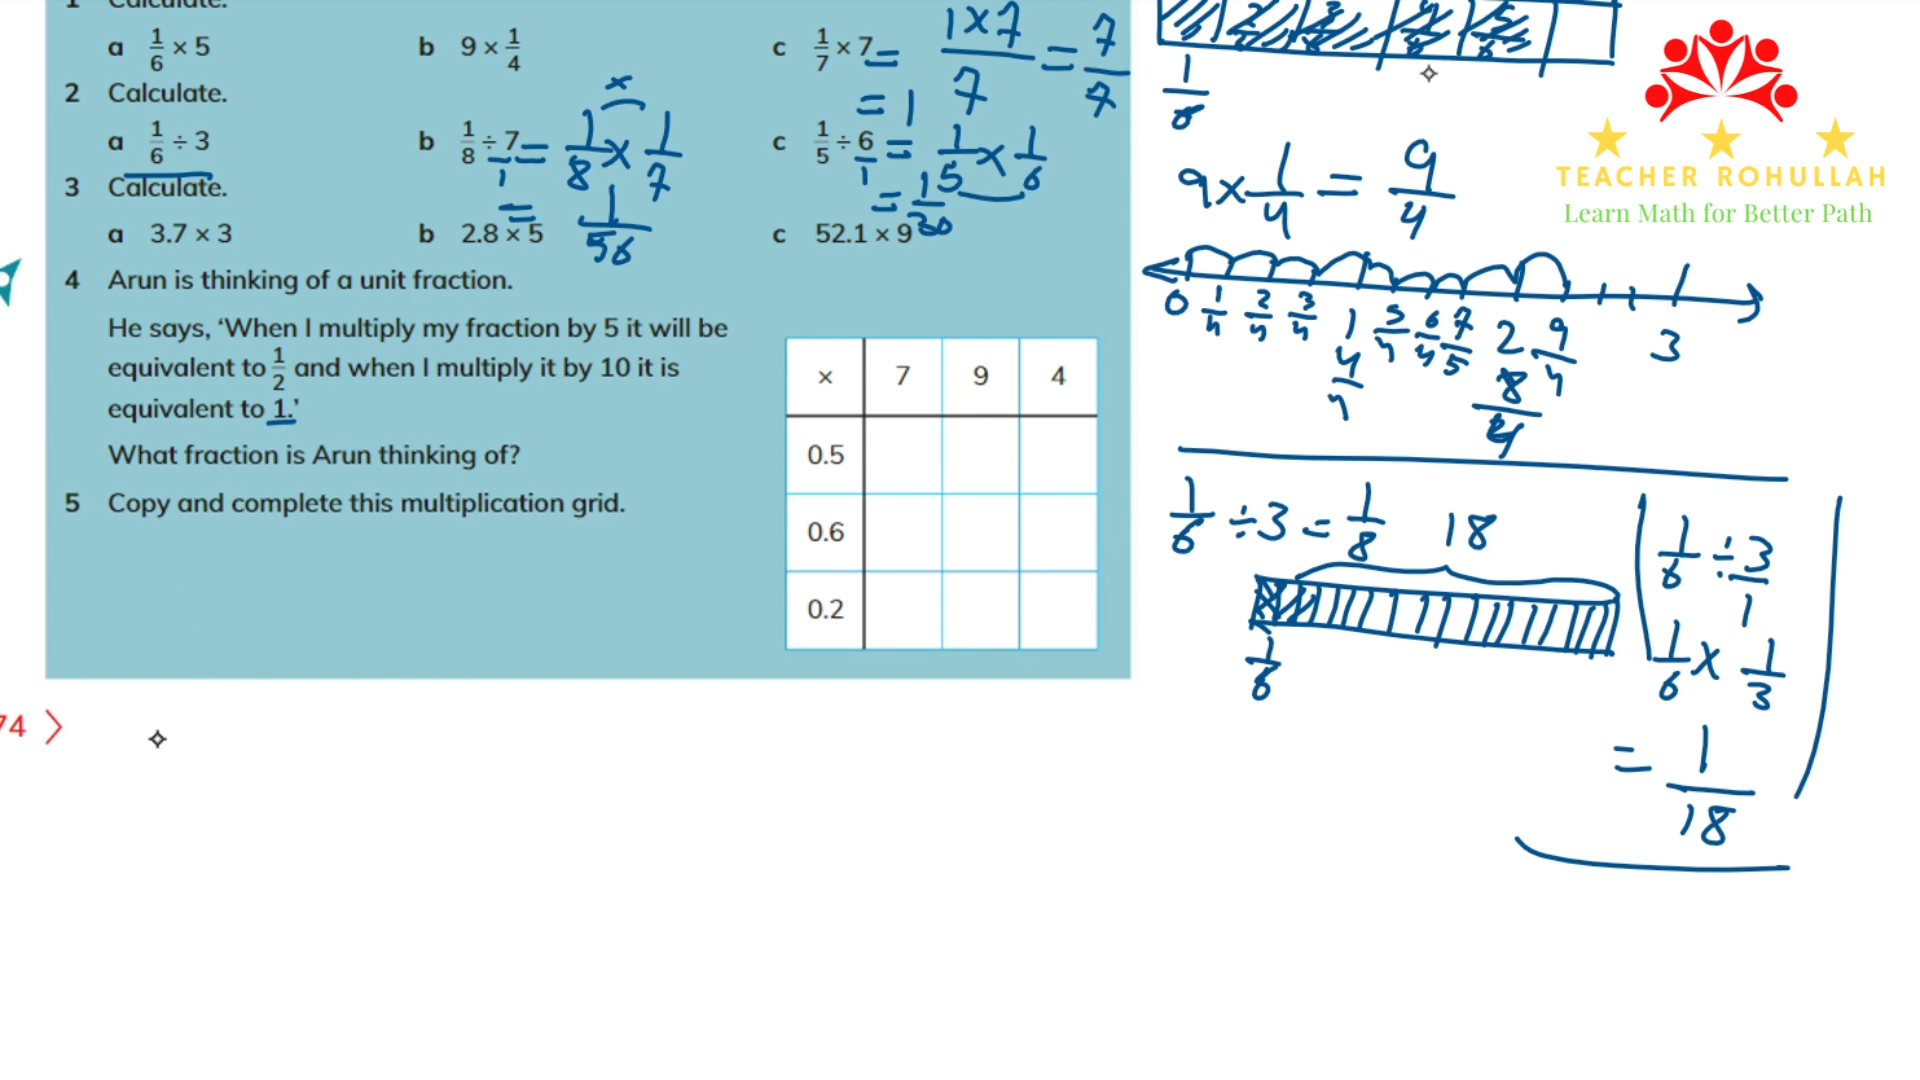 1 Calculate.
a 1/6 × 5 b 9 × 1/4 c 1/7 × 7 = 1×7/7 = 7/7
= 1
2 Calculate.
a 1/6 ÷ 3 b 1/8 ÷ 7/1 = 1/8 × 1/7 c 1/5 ÷ 6/1 = 1/5 × 1/6
= 1/56 = 1/30
3 Calculate.
a 3.7 × 3 b 2.8 × 5 c 52.1 × 9
4 Arun is thinking of a unit fraction.
He says, ‘When I multiply my fraction by 5 it will be
equivalent to 1/2 and when I multiply it by 10 it is
equivalent to 1.’
What fraction is Arun thinking of?
5 Copy and complete this multiplication grid.
× 7 9 4
0.5
0.6
0.2
74
1/6
9 × 1/4 = 9/4
0 1/4 2/4 3/4 1 5/4 6/4 7/5 2 9/4 3
4/4 8/4
1/6 ÷ 3 = 1/8 18
1/6
1/6 ÷ 3/1
1/6 × 1/3
= 1/18
TEACHER ROHULLAH
Learn Math for Better Path